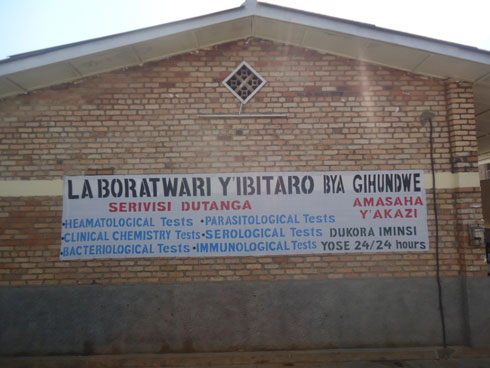 LABORATWARI Y'IBITARO BYA GIHUNDWE
SERIVISI DUTANGA
•HEAMATOLOGICAL Tests •PARASITOLOGICAL Tests
•CLINICAL CHEMISTRY Tests •SEROLOGICAL Tests
•BACTERIOLOGICAL Tests •IMMUNOLOGICAL Tests
AMASAHA
Y'AKAZI
DUKORA IMINSI
YOSE 24/24 hours